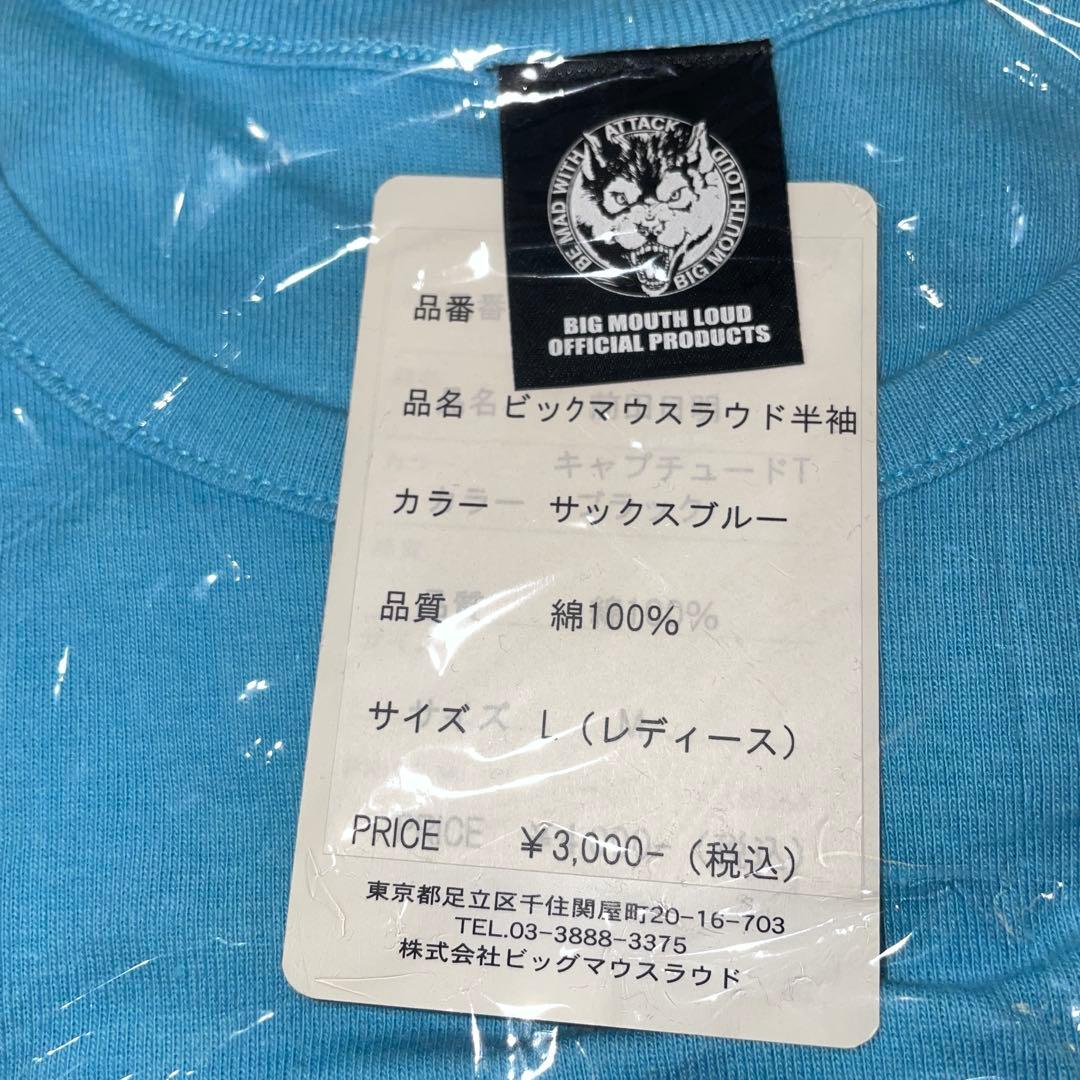 BE MAD WITH ATTACK
BIG MOUTH LOUD
BIG MOUTH LOUD
OFFICIAL PRODUCTS
品番
品名 ビックマウスラウド半袖
キャプチュードT
カラー サックスブルー
品質 綿100%
サイズ L（レディース）
PRICE ¥3,000-（税込）
東京都足立区千住関屋町20-16-703
TEL.03-3888-3375
株式会社ビッグマウスラウド